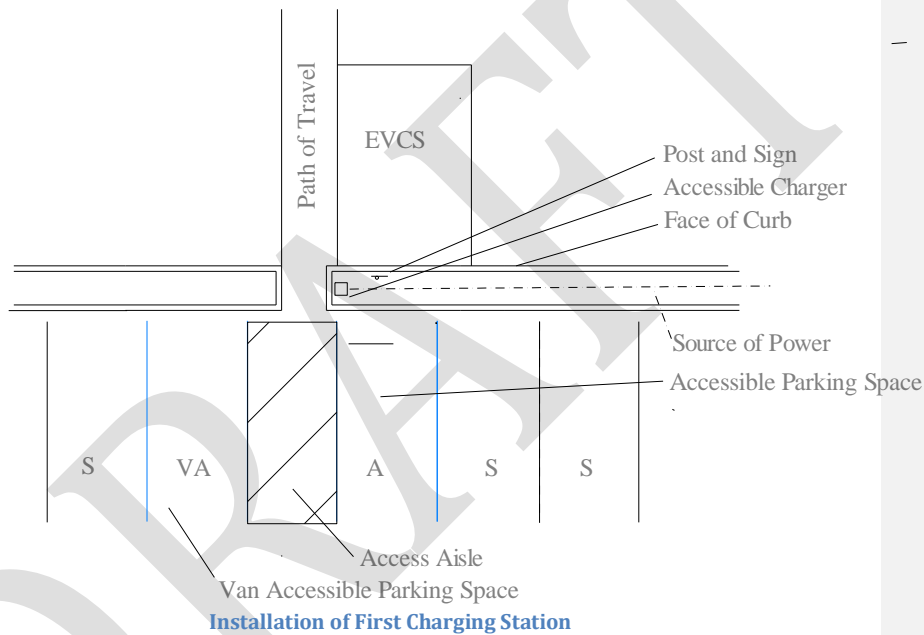 Path of Travel
EVCS
Post and Sign
Accessible Charger
Face of Curb
Source of Power
Accessible Parking Space
S
VA
A
S
S
Access Aisle
Van Accessible Parking Space
Installation of First Charging Station
DRAFT